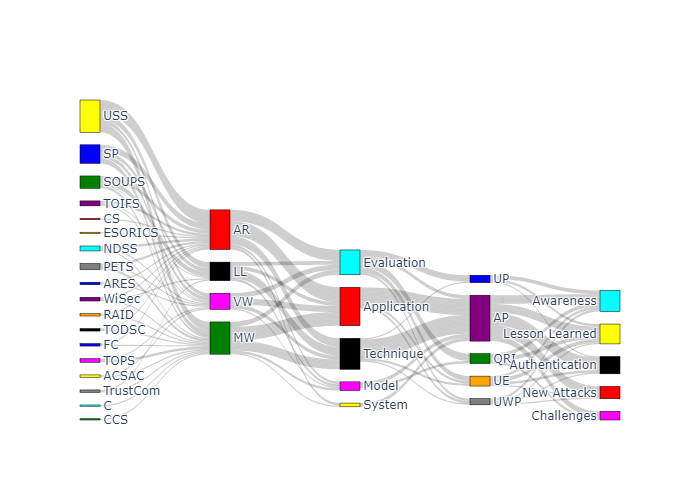 USS
SP
SOUPS
TOIFS
CS
ESORICS
NDSS
PETS
ARES
WiSec
RAID
TODSC
FC
TOPS
ACSAC
TrustCom
C
CCS
AR
LL
VW
MW
Evaluation
Application
Technique
Model
System
UP
AP
QRI
UE
UWP
Awareness
Lesson Learned
Authentication
New Attacks
Challenges